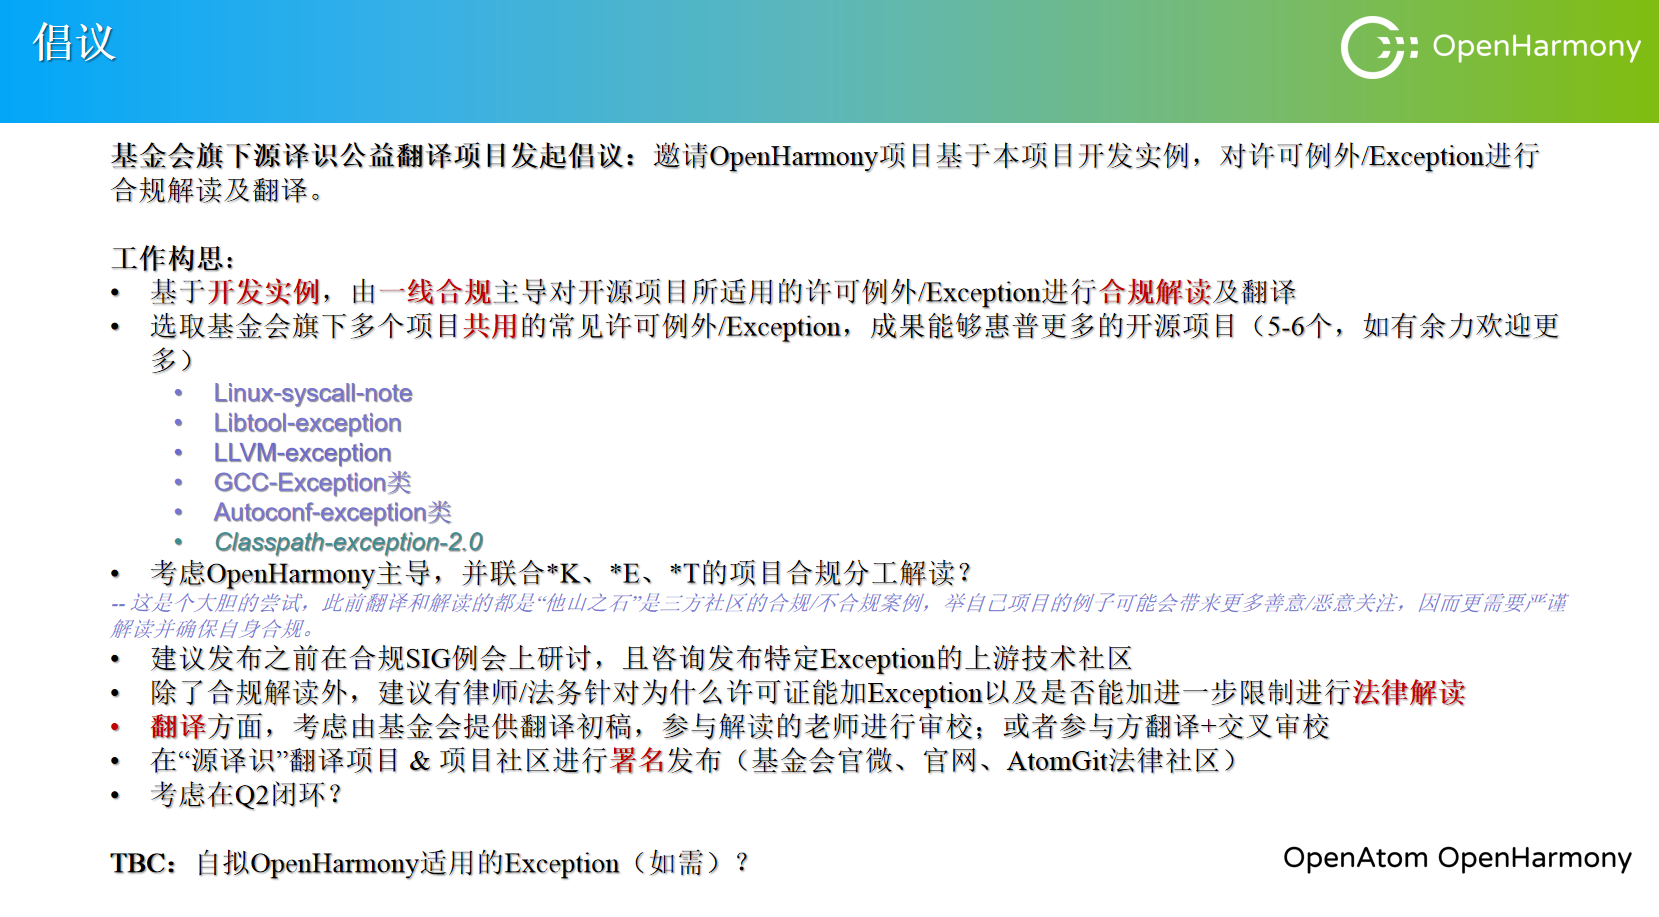 倡议
OpenHarmony
基金会旗下源译识公益翻译项目发起倡议：邀请OpenHarmony项目基于本项目开发实例，对许可例外/Exception进行
合规解读及翻译。
工作构思：
• 基于开发实例，由一线合规主导对开源项目所适用的许可例外/Exception进行合规解读及翻译
• 选取基金会旗下多个项目共用的常见许可例外/Exception，成果能够惠普更多的开源项目（5-6个，如有余力欢迎更
多）
• Linux-syscall-note
• Libtool-exception
• LLVM-exception
• GCC-Exception类
• Autoconf-exception类
• Classpath-exception-2.0
• 考虑OpenHarmony主导，并联合*K、*E、*T的项目合规分工解读？
-- 这是个大胆的尝试，此前翻译和解读的都是“他山之石”是三方社区的合规/不合规案例，举自己项目的例子可能会带来更多善意/恶意关注，因而更需要严谨
解读并确保自身合规。
• 建议发布之前在合规SIG例会上研讨，且咨询发布特定Exception的上游技术社区
• 除了合规解读外，建议有律师/法务针对为什么许可证能加Exception以及是否能加进一步限制进行法律解读
• 翻译方面，考虑由基金会提供翻译初稿，参与解读的老师进行审校；或者参与方翻译+交叉审校
• 在“源译识”翻译项目 & 项目社区进行署名发布（基金会官微、官网、AtomGit法律社区）
• 考虑在Q2闭环？
TBC：自拟OpenHarmony适用的Exception（如需）？
OpenAtom OpenHarmony